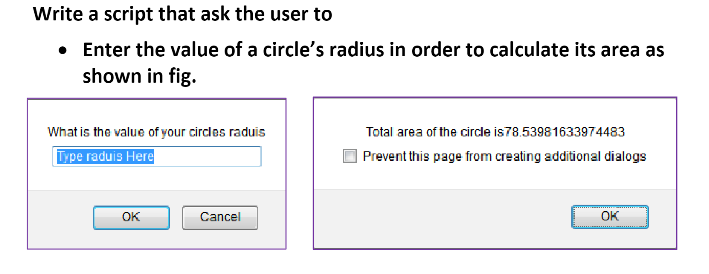 Write a script that ask the user to
• Enter the value of a circle's radius in order to calculate its area as
shown in fig.
What is the value of your circles raduis
Type raduis Here
OK Cancel
Total area of the circle is78.53981633974483
Prevent this page from creating additional dialogs
OK